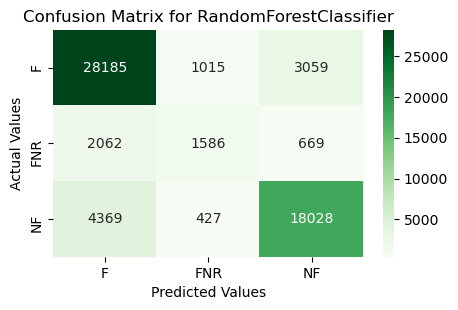 Confusion Matrix for RandomForestClassifier
Actual Values
F 28185 1015 3059
FNR 2062 1586 669
NF 4369 427 18028
F FNR NF
Predicted Values
25000
20000
15000
10000
5000